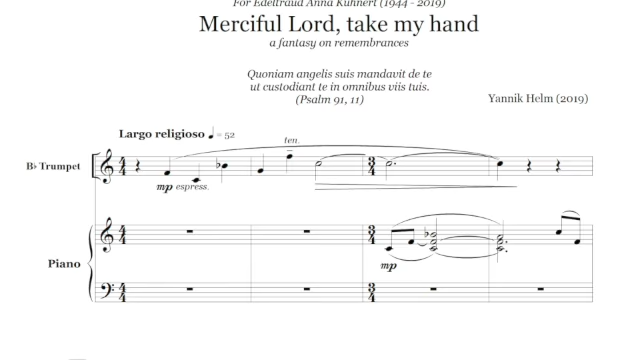 For Edeltraud Anna Kuhnert (1944 - 2019)
Merciful Lord, take my hand
a fantasy on remembrances
Quoniam angelis suis mandavit de te
ut custodiant te in omnibus viis tuis.
(Psalm 91, 11)
Yannik Helm (2019)
Largo religioso ♩ = 52
ten.
B♭ Trumpet
mp espress.
Piano
mp